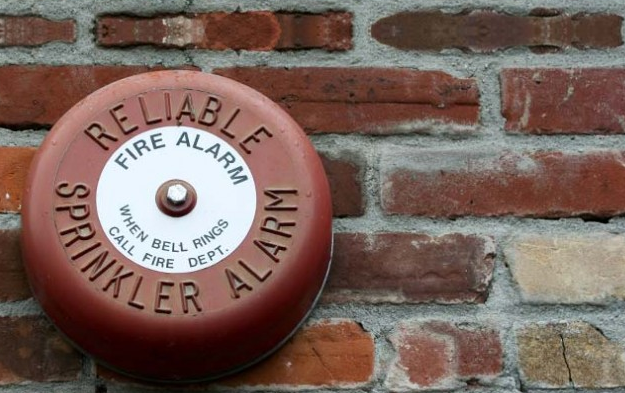 RELIABLE
FIRE ALARM
WHEN BELL RINGS
CALL FIRE DEPT.
SPRINKLER ALARM